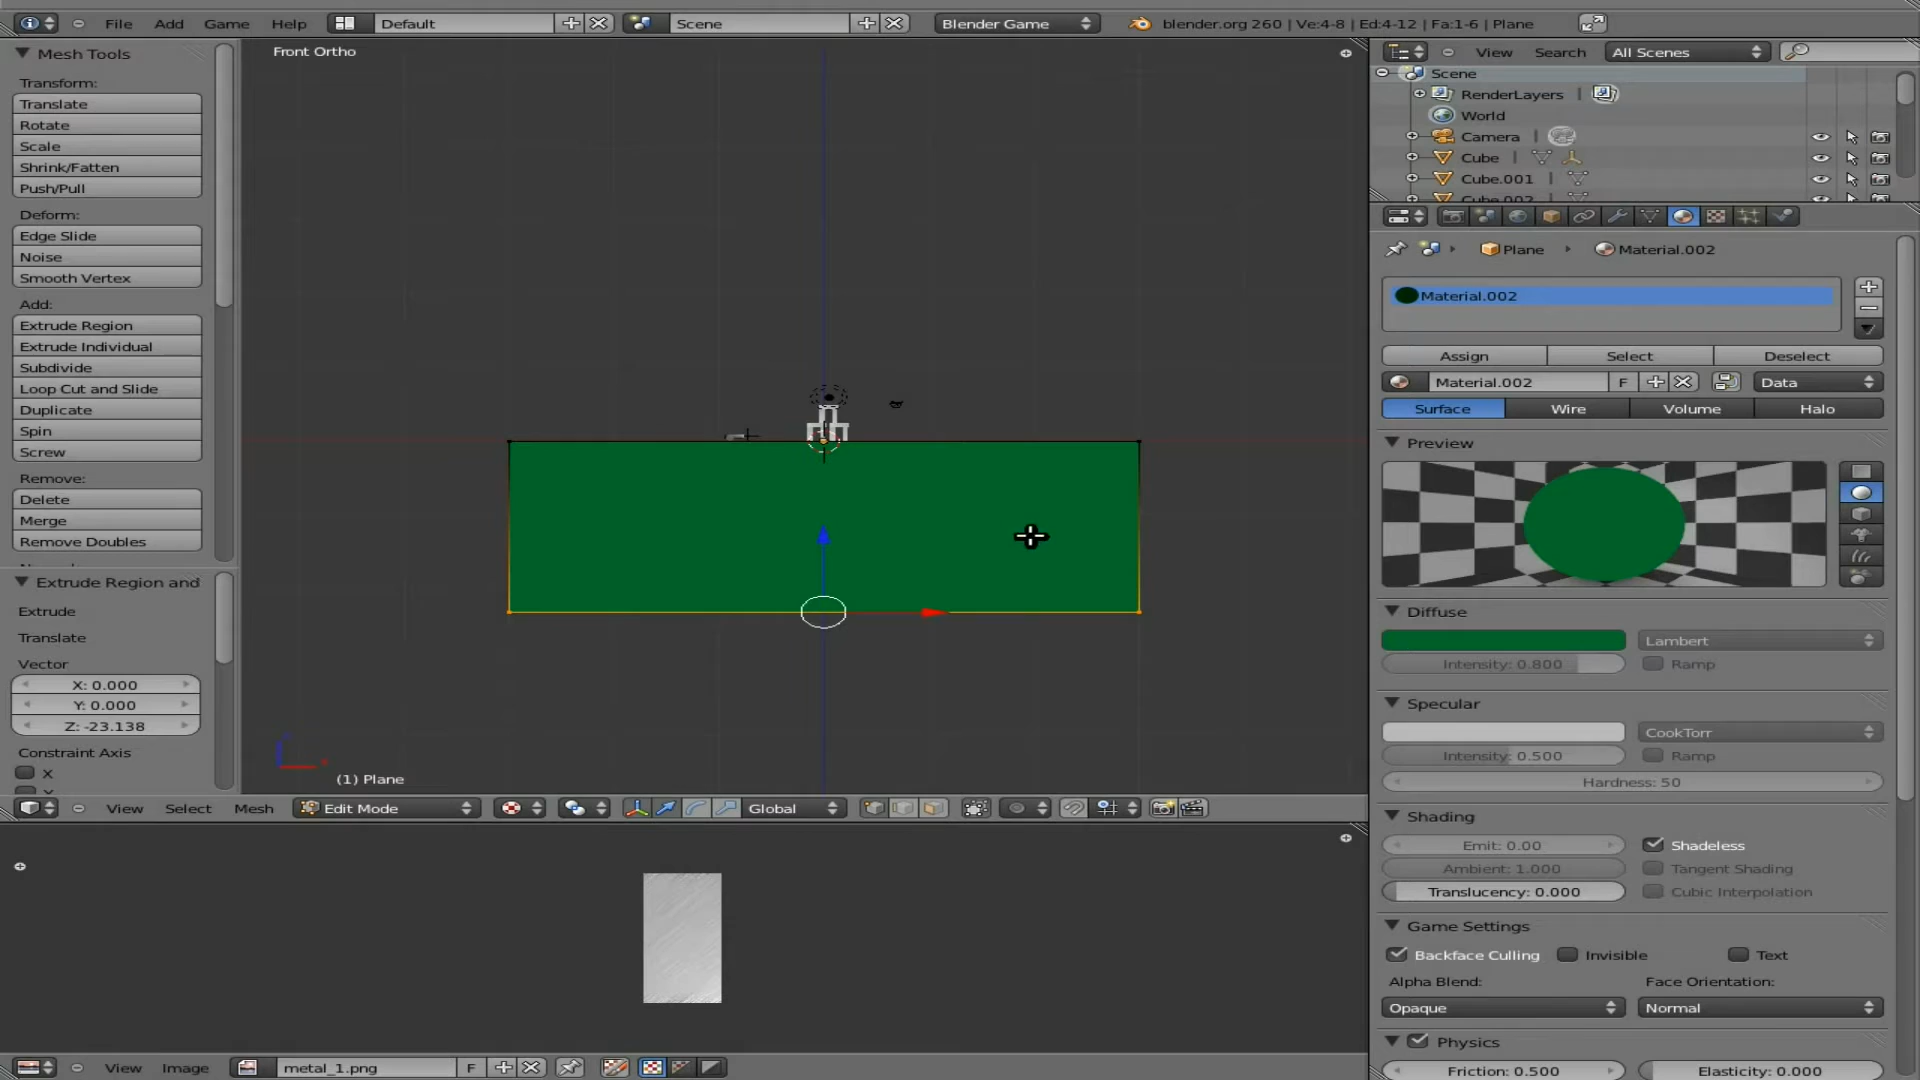 File Add Game Help Default Scene Blender Game blender.org 260 | Ve:4-8 | Ed:4-12 | Fa:1-6 | Plane
Mesh Tools
Transform:
Translate
Rotate
Scale
Shrink/Fatten
Push/Pull
Deform:
Edge Slide
Noise
Smooth Vertex
Add:
Extrude Region
Extrude Individual
Subdivide
Loop Cut and Slide
Duplicate
Spin
Screw
Remove:
Delete
Merge
Remove Doubles
Extrude Region and
Extrude
Translate
Vector
X: 0.000
Y: 0.000
Z: -23.138
Constraint Axis
X
Front Ortho
(1) Plane
View Select Mesh Edit Mode Global
View Image metal_1.png F
View Search All Scenes
Scene
RenderLayers |
World
Camera |
Cube |
Cube.001 |
Cube.002
Plane Material.002
Material.002
Assign Select Deselect
Material.002 F Data
Surface Wire Volume Halo
Preview
Diffuse
Lambert
Intensity: 0.800 Ramp
Specular
CookTorr
Intensity: 0.500 Ramp
Hardness: 50
Shading
Emit: 0.00 Shadeless
Ambient: 1.000 Tangent Shading
Translucency: 0.000 Cubic Interpolation
Game Settings
Backface Culling Invisible Text
Alpha Blend: Face Orientation:
Opaque Normal
Physics
Friction: 0.500 Elasticity: 0.000